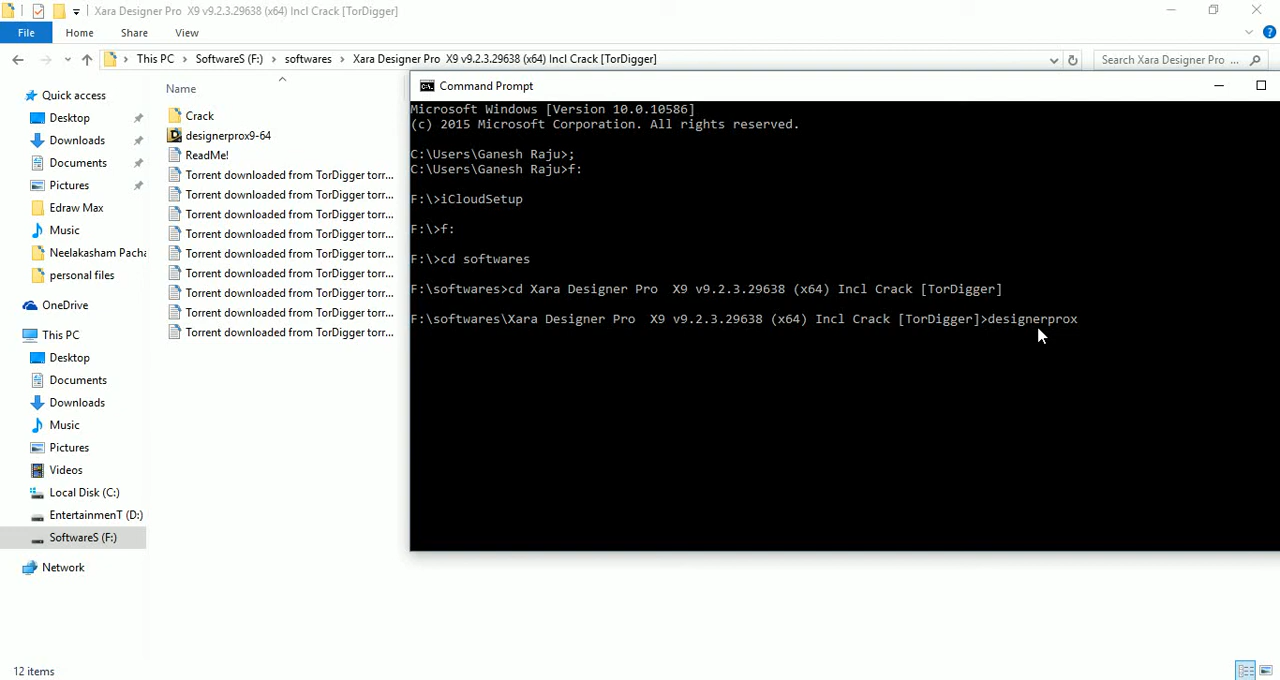 Xara Designer Pro  X9 v9.2.3.29638 (x64) Incl Crack [TorDigger]
File
Home
Share
View
This PC
SoftwareS (F:)
softwares
Xara Designer Pro  X9 v9.2.3.29638 (x64) Incl Crack [TorDigger]
Search Xara Designer Pro ...
Quick access
Desktop
Downloads
Documents
Pictures
Edraw Max
Music
Neelakasham Pacha
personal files
OneDrive
This PC
Desktop
Documents
Downloads
Music
Pictures
Videos
Local Disk (C:)
EntertainmenT (D:)
SoftwareS (F:)
Network
Name
Crack
designerprox9-64
ReadMe!
Torrent downloaded from TorDigger torr...
Torrent downloaded from TorDigger torr...
Torrent downloaded from TorDigger torr...
Torrent downloaded from TorDigger torr...
Torrent downloaded from TorDigger torr...
Torrent downloaded from TorDigger torr...
Torrent downloaded from TorDigger torr...
Torrent downloaded from TorDigger torr...
Torrent downloaded from TorDigger torr...
Command Prompt
Microsoft Windows [Version 10.0.10586]
(c) 2015 Microsoft Corporation. All rights reserved.
C:\Users\Ganesh Raju>;
C:\Users\Ganesh Raju>f:
F:\>iCloudSetup
F:\>f:
F:\>cd softwares
F:\softwares>cd Xara Designer Pro  X9 v9.2.3.29638 (x64) Incl Crack [TorDigger]
F:\softwares\Xara Designer Pro  X9 v9.2.3.29638 (x64) Incl Crack [TorDigger]>designerprox
12 items